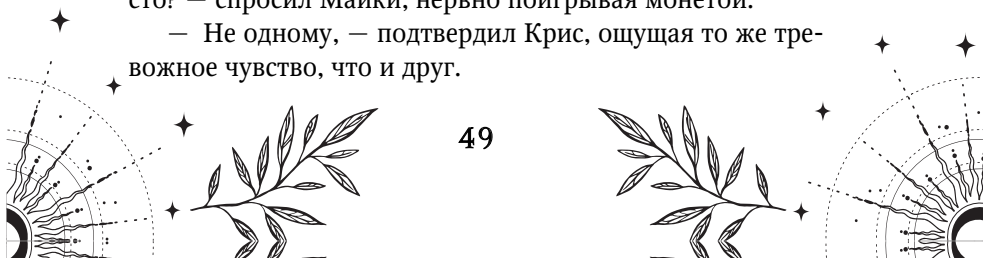 сто? — спросил Майки, нервно поигрывая монетой.
— Не одному, — подтвердил Крис, ощущая то же тре-
вожное чувство, что и друг.
49